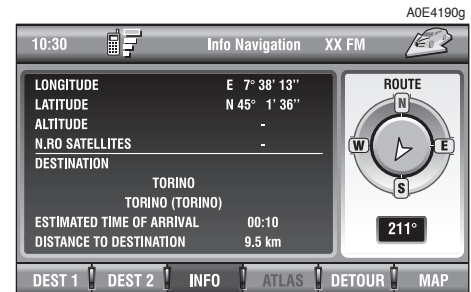 A0E4190g
10:30 Info Navigation XX FM
LONGITUDE E 7° 38' 13''
LATITUDE N 45° 1' 36''
ALTITUDE -
N.RO SATELLITES -
DESTINATION
TORINO
TORINO (TORINO)
ESTIMATED TIME OF ARRIVAL 00:10
DISTANCE TO DESTINATION 9.5 km
ROUTE
N
W E
S
211°
DEST 1 DEST 2 INFO ATLAS DETOUR MAP